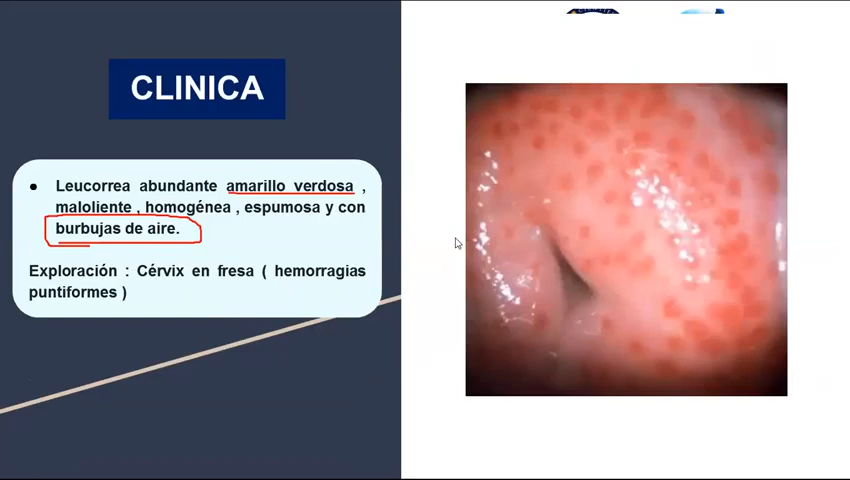 CLINICA
● Leucorrea abundante amarillo verdosa ,
maloliente , homogénea , espumosa y con
burbujas de aire.
Exploración : Cérvix en fresa ( hemorragias
puntiformes )